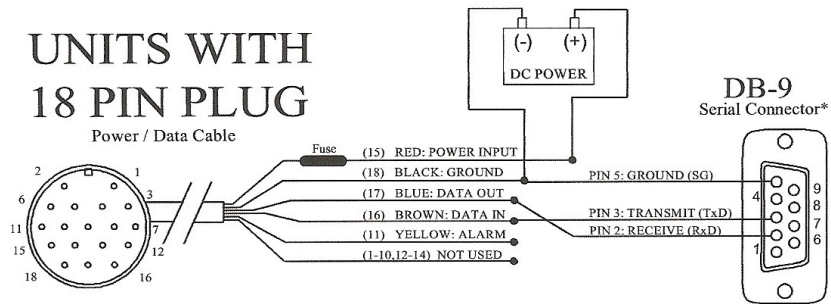 UNITS WITH
18 PIN PLUG
Power / Data Cable
(-) (+)
DC POWER
DB-9
Serial Connector*
Fuse
(15) RED: POWER INPUT
(18) BLACK: GROUND
(17) BLUE: DATA OUT
(16) BROWN: DATA IN
(11) YELLOW: ALARM
(1-10,12-14) NOT USED
PIN 5: GROUND (SG)
PIN 3: TRANSMIT (TxD)
PIN 2: RECEIVE (RxD)
2 1
6 3
11 7
15 12
18 16
4 9
8
7
1 6